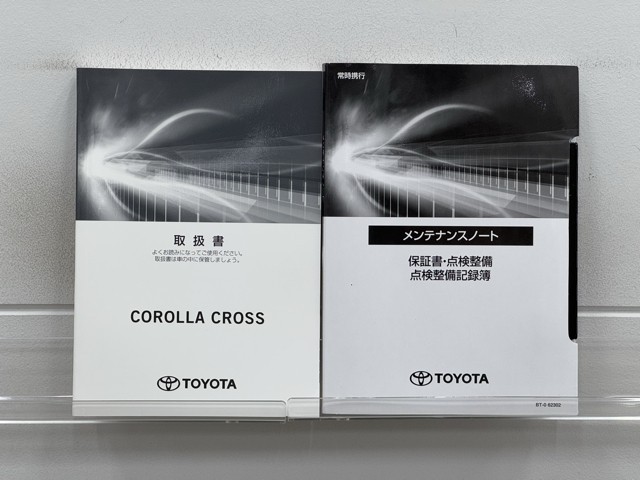 取扱書
よくお読みになってご使用ください。
取扱書は車の中に保管しましょう。
COROLLA CROSS
TOYOTA
常時携行
メンテナンスノート
保証書・点検整備
点検整備記録簿
TOYOTA
BT-0 62302